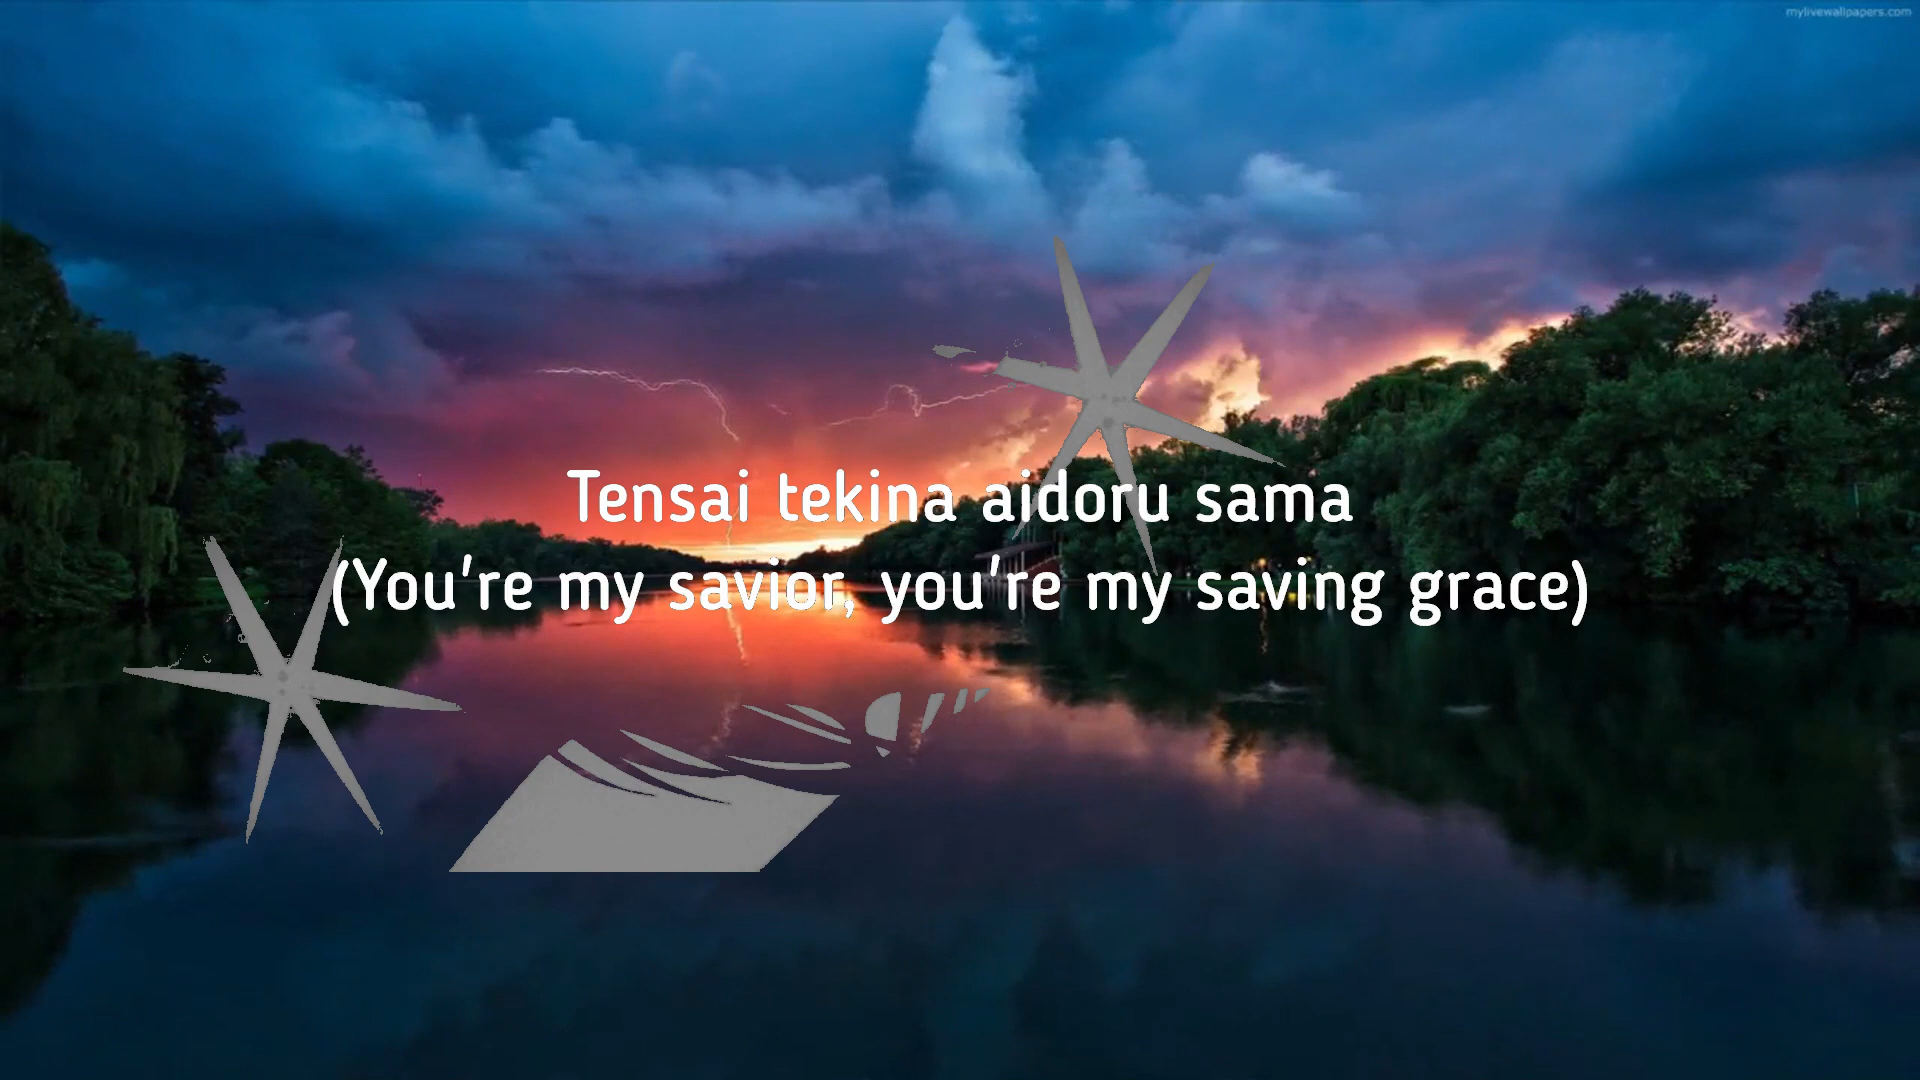 mylivewallpapers.com
Tensai tekina aidoru sama
(You're my savior, you're my saving grace)